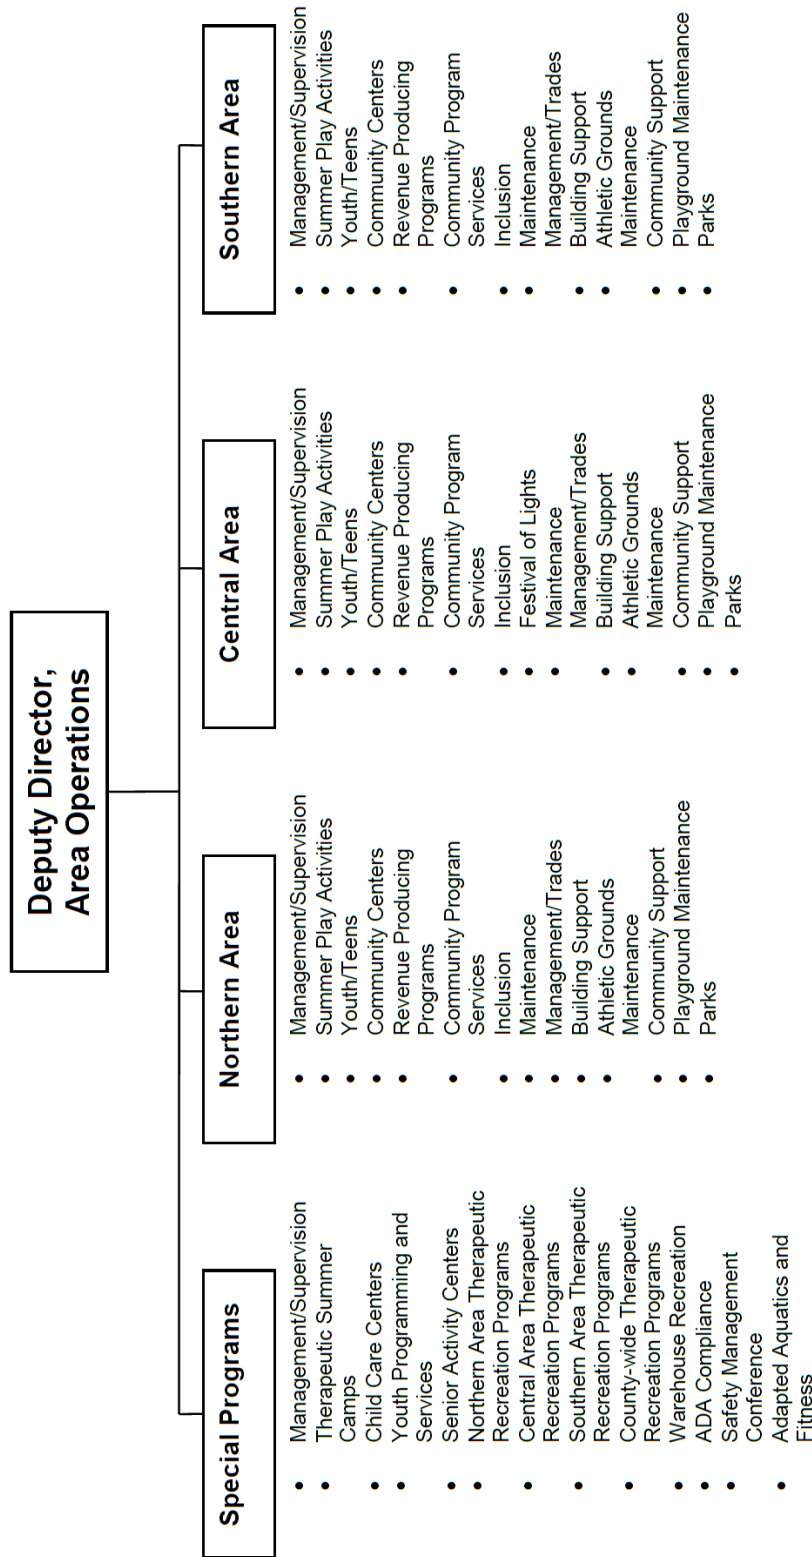 Deputy Director,
Area Operations
Special Programs
• Management/Supervision
• Therapeutic Summer
Camps
• Child Care Centers
• Youth Programming and
Services
• Senior Activity Centers
• Northern Area Therapeutic
Recreation Programs
• Central Area Therapeutic
Recreation Programs
• Southern Area Therapeutic
Recreation Programs
• County-wide Therapeutic
Recreation Programs
• Warehouse Recreation
• ADA Compliance
• Safety Management
Conference
• Adapted Aquatics and
Fitness
Northern Area
• Management/Supervision
• Summer Play Activities
• Youth/Teens
• Community Centers
• Revenue Producing
Programs
• Community Program
Services
• Inclusion
• Maintenance
Management/Trades
• Building Support
• Athletic Grounds
Maintenance
• Community Support
• Playground Maintenance
• Parks
Central Area
• Management/Supervision
• Summer Play Activities
• Youth/Teens
• Community Centers
• Revenue Producing
Programs
• Community Program
Services
• Inclusion
• Festival of Lights
• Maintenance
Management/Trades
• Building Support
• Athletic Grounds
Maintenance
• Community Support
• Playground Maintenance
• Parks
Southern Area
• Management/Supervision
• Summer Play Activities
• Youth/Teens
• Community Centers
• Revenue Producing
Programs
• Community Program
Services
• Inclusion
• Maintenance
Management/Trades
• Building Support
• Athletic Grounds
Maintenance
• Community Support
• Playground Maintenance
• Parks